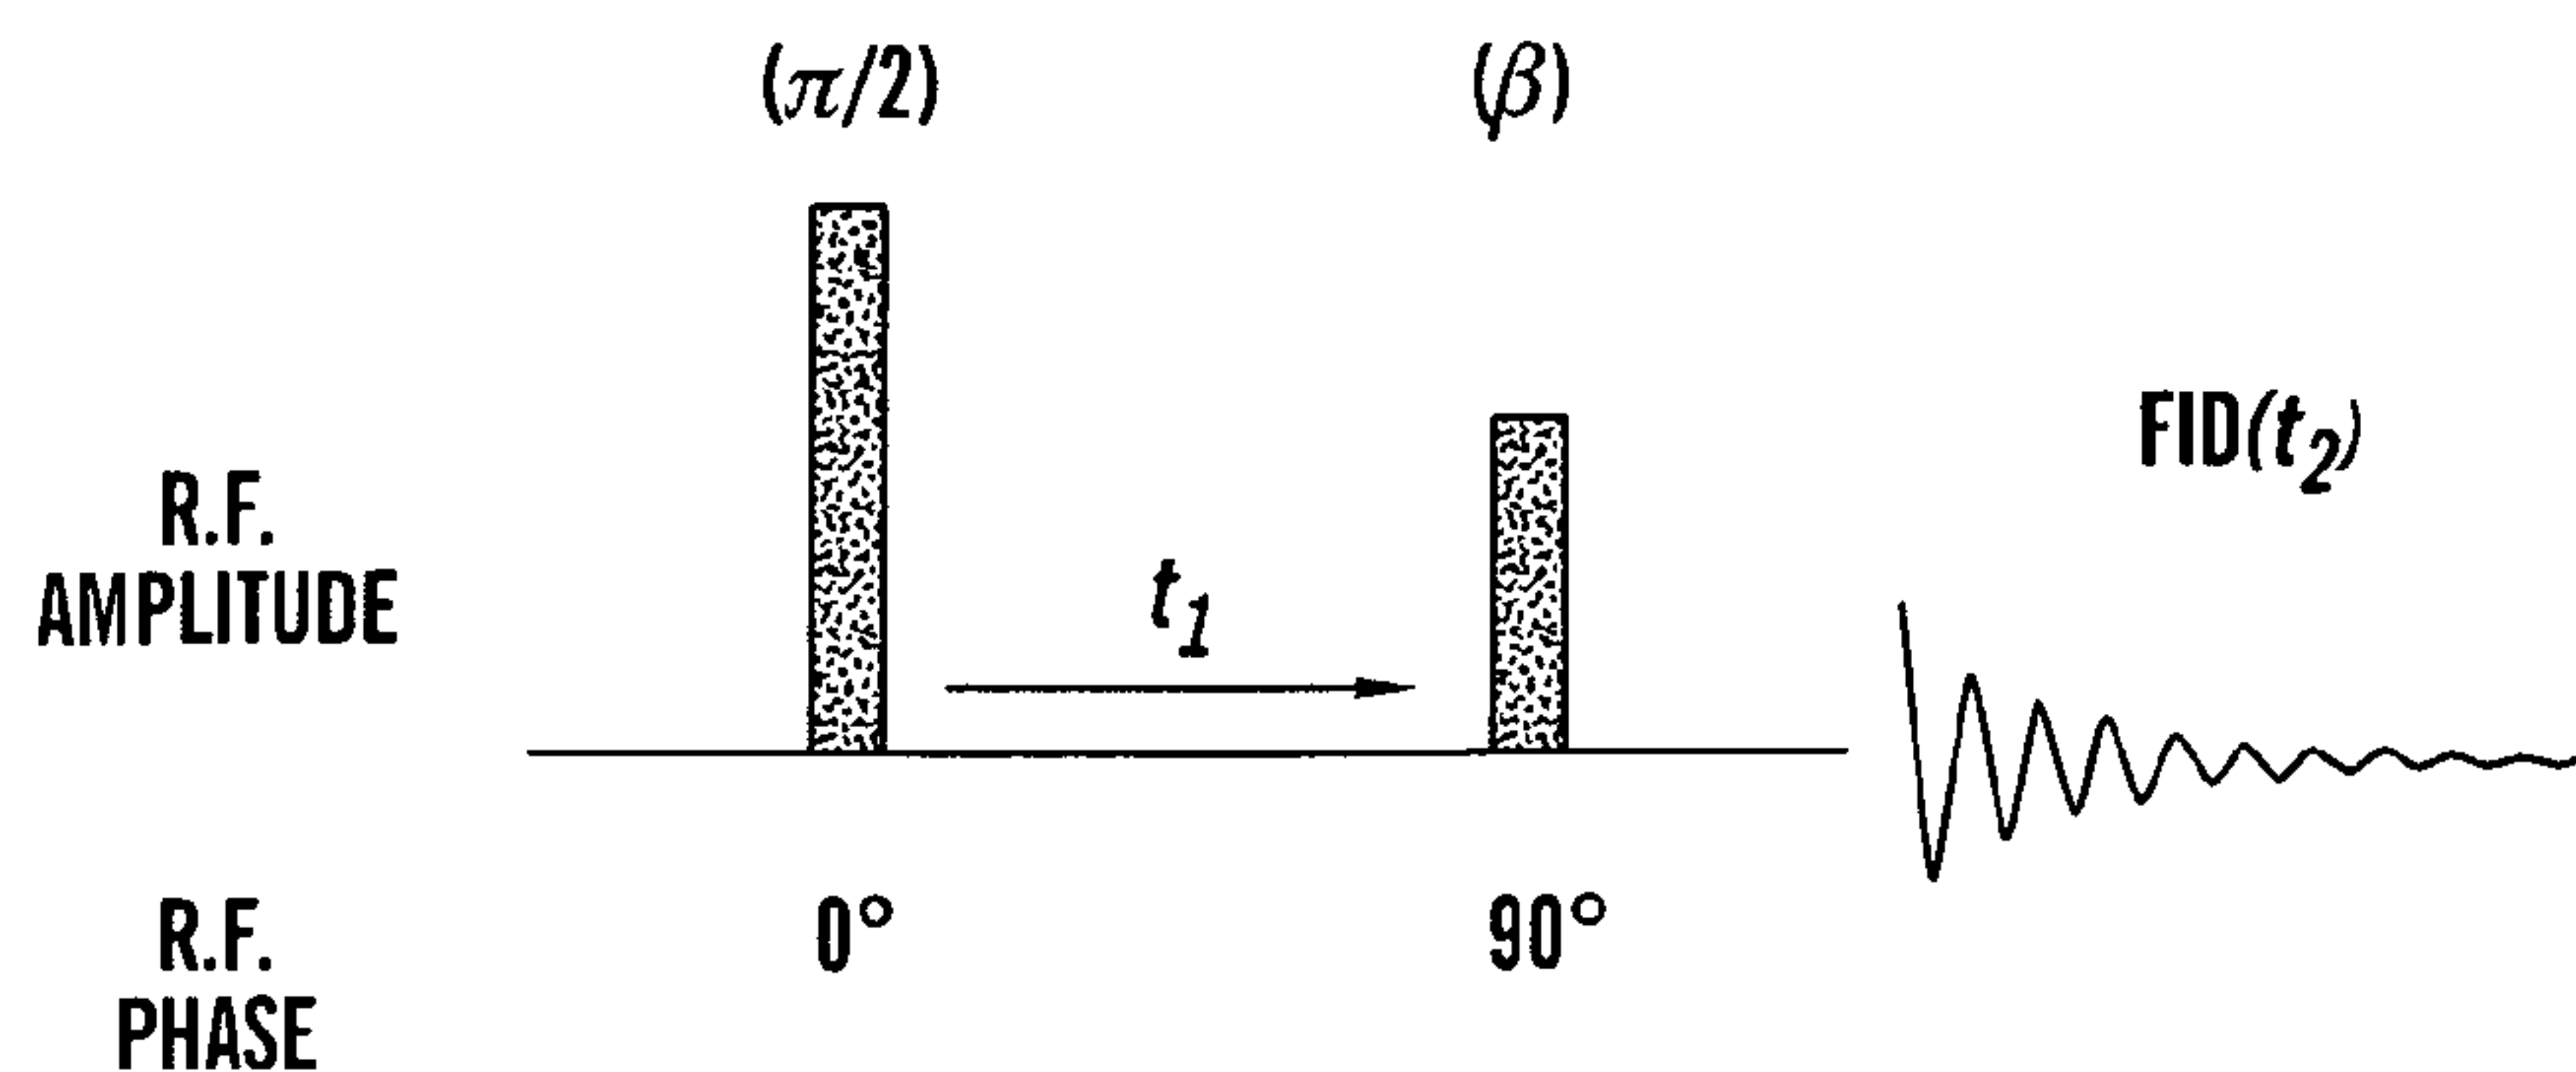 (π/2)
(β)
FID(t₂)
R.F.
AMPLITUDE
t₁
0°
90°
R.F.
PHASE